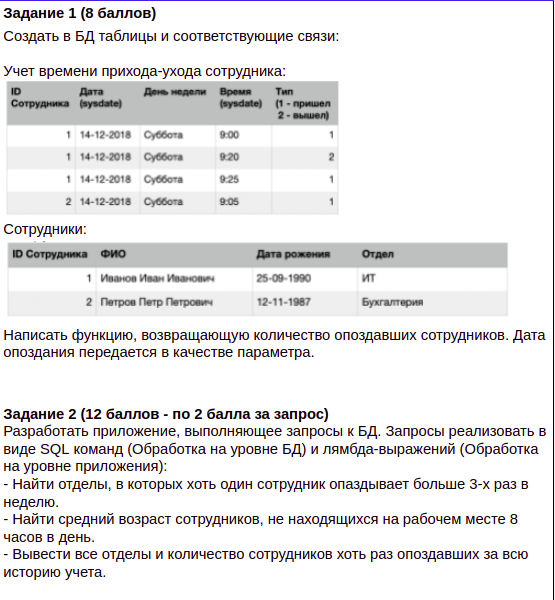 Задание 1 (8 баллов)
Создать в БД таблицы и соответствующие связи:
Учет времени прихода-ухода сотрудника:
ID Сотрудника Дата (sysdate) День недели Время (sysdate) Тип (1 - пришел 2 - вышел)
1 14-12-2018 Суббота 9:00 1
1 14-12-2018 Суббота 9:20 2
1 14-12-2018 Суббота 9:25 1
2 14-12-2018 Суббота 9:05 1
Сотрудники:
ID Сотрудника ФИО Дата рожения Отдел
1 Иванов Иван Иванович 25-09-1990 ИТ
2 Петров Петр Петрович 12-11-1987 Бухгалтерия
Написать функцию, возвращающую количество опоздавших сотрудников. Дата
опоздания передается в качестве параметра.
Задание 2 (12 баллов - по 2 балла за запрос)
Разработать приложение, выполняющее запросы к БД. Запросы реализовать в
виде SQL команд (Обработка на уровне БД) и лямбда-выражений (Обработка
на уровне приложения):
- Найти отделы, в которых хоть один сотрудник опаздывает больше 3-х раз в
неделю.
- Найти средний возраст сотрудников, не находящихся на рабочем месте 8
часов в день.
- Вывести все отделы и количество сотрудников хоть раз опоздавших за всю
историю учета.